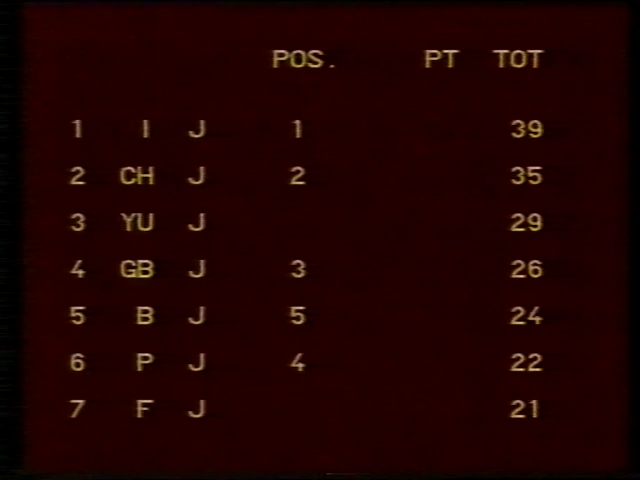 POS. PT TOT
1 I J 1 39
2 CH J 2 35
3 YU J 29
4 GB J 3 26
5 B J 5 24
6 P J 4 22
7 F J 21